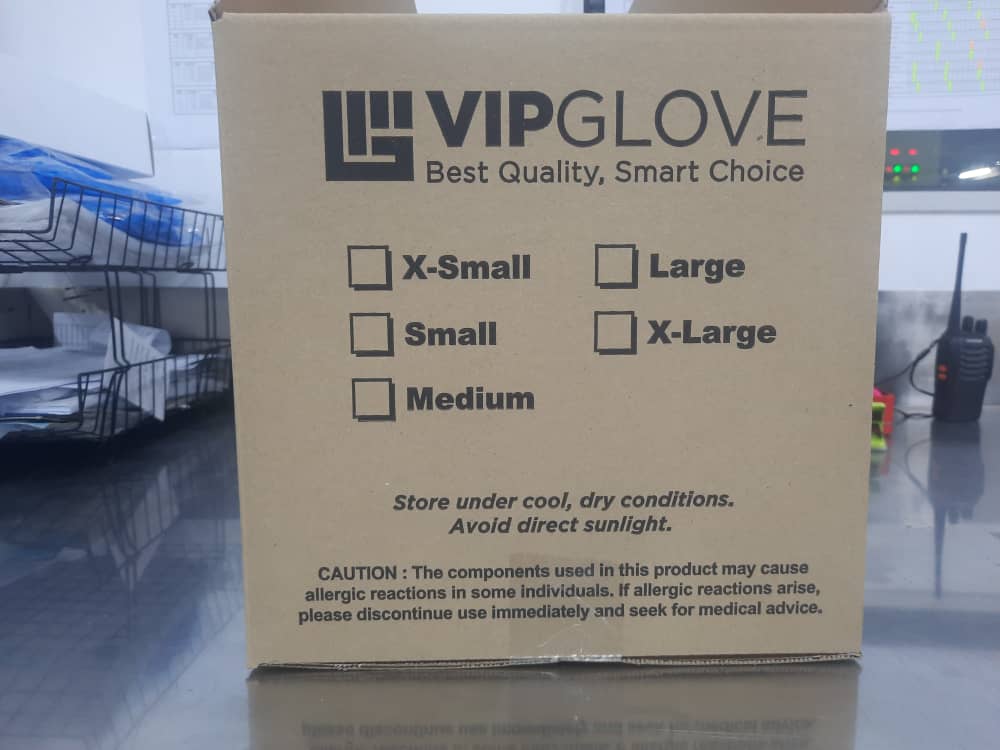 VIPGLOVE
Best Quality, Smart Choice
X-Small
Large
Small
X-Large
Medium
Store under cool, dry conditions.
Avoid direct sunlight.
CAUTION : The components used in this product may cause
allergic reactions in some individuals. If allergic reactions arise,
please discontinue use immediately and seek for medical advice.